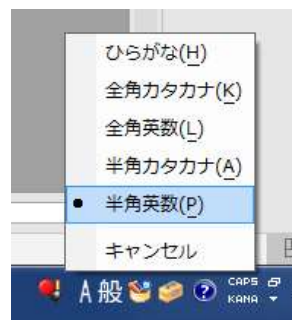 ひらがな(H)
全角カタカナ(K)
全角英数(L)
半角カタカナ(A)
半角英数(P)
キャンセル
A 般 ? CAPS
KANA